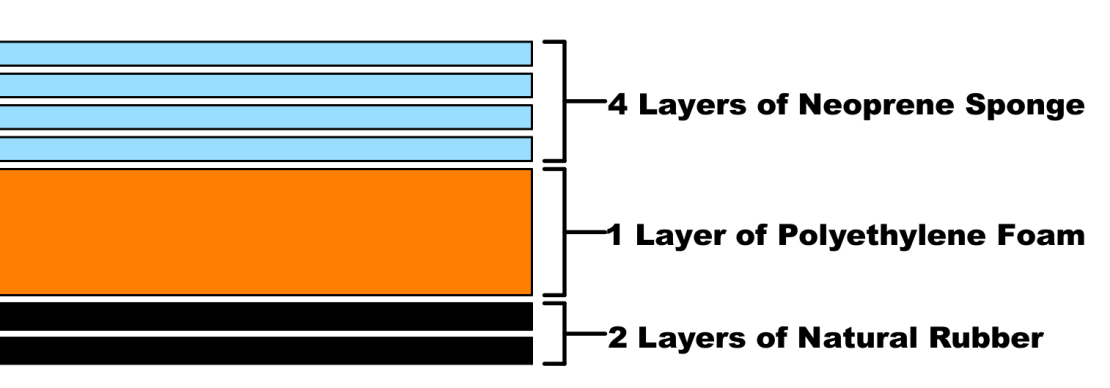 4 Layers of Neoprene Sponge
1 Layer of Polyethylene Foam
2 Layers of Natural Rubber